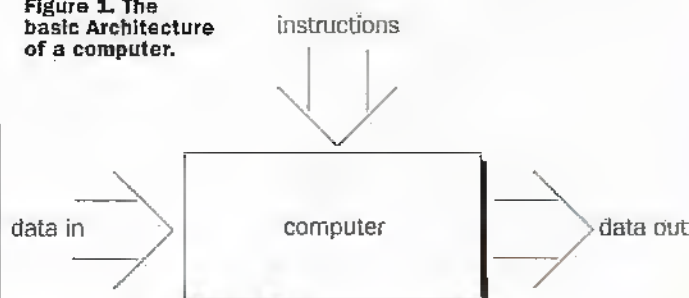 Figure 1. The
basic Architecture
of a computer.
instructions
data in
computer
data out